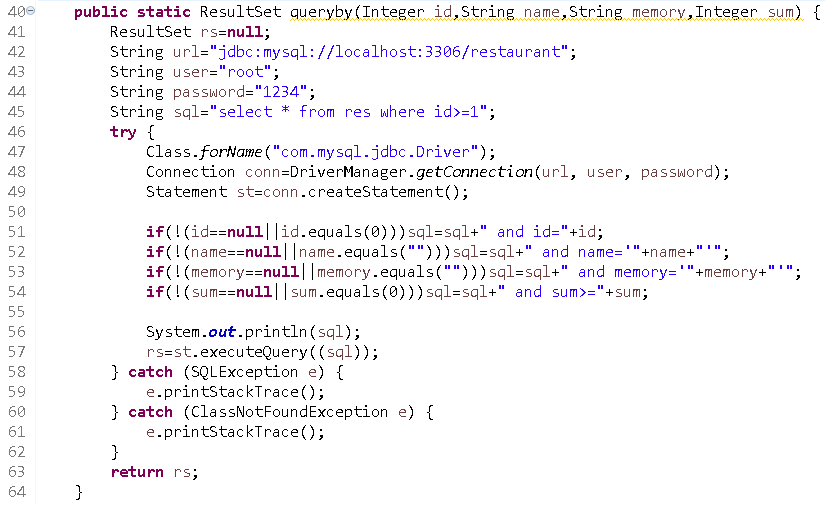 40 public static ResultSet queryby(Integer id,String name,String memory,Integer sum) {
41 ResultSet rs=null;
42 String url="jdbc:mysql://localhost:3306/restaurant";
43 String user="root";
44 String password="1234";
45 String sql="select * from res where id>=1";
46 try {
47 Class.forName("com.mysql.jdbc.Driver");
48 Connection conn=DriverManager.getConnection(url, user, password);
49 Statement st=conn.createStatement();
50
51 if(!(id==null||id.equals(0)))sql=sql+" and id="+id;
52 if(!(name==null||name.equals("")))sql=sql+" and name='"+name+"'";
53 if(!(memory==null||memory.equals("")))sql=sql+" and memory='"+memory+"'";
54 if(!(sum==null||sum.equals(0)))sql=sql+" and sum>="+sum;
55
56 System.out.println(sql);
57 rs=st.executeQuery((sql));
58 } catch (SQLException e) {
59 e.printStackTrace();
60 } catch (ClassNotFoundException e) {
61 e.printStackTrace();
62 }
63 return rs;
64 }